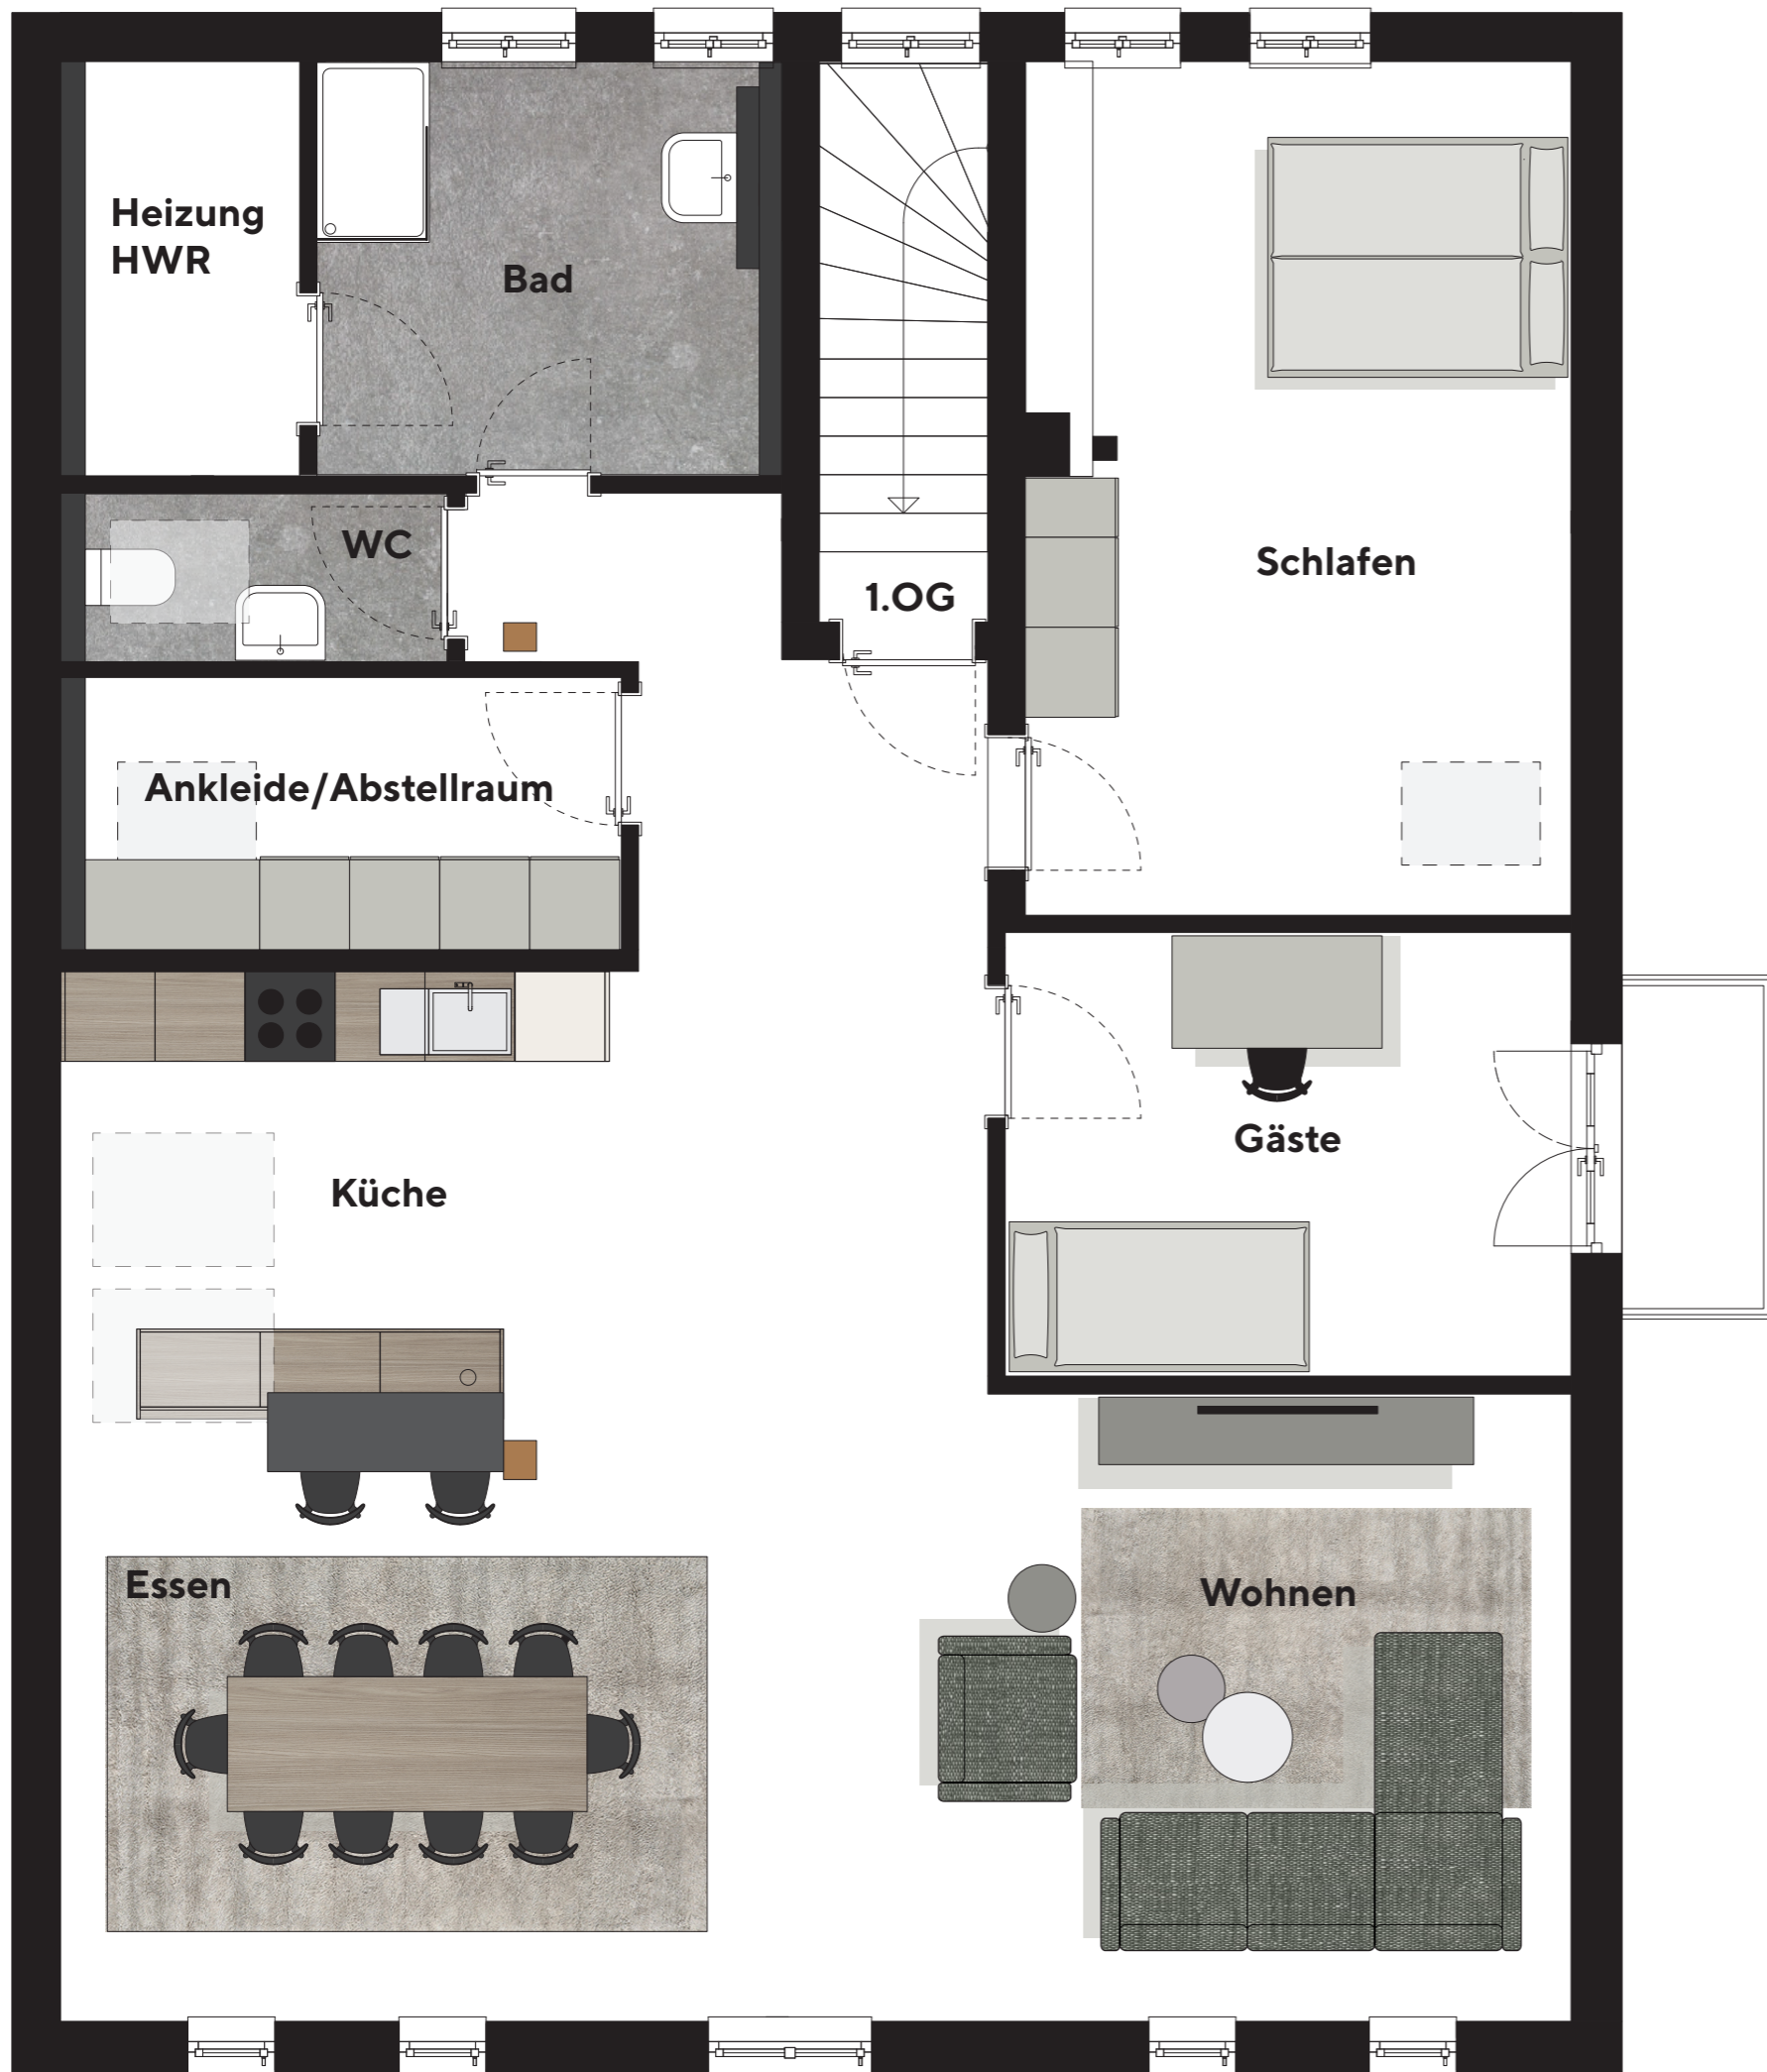 Heizung
HWR
Bad
WC
1.OG
Schlafen
Ankleide/Abstellraum
Gäste
Küche
Essen
Wohnen